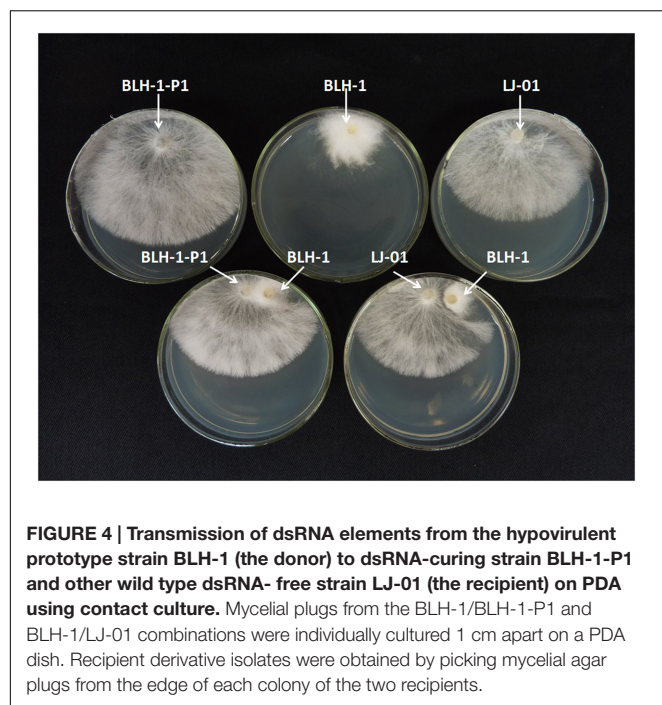 BLH-1-P1
BLH-1
LJ-01
BLH-1-P1
BLH-1
LJ-01
BLH-1
FIGURE 4 | Transmission of dsRNA elements from the hypovirulent
prototype strain BLH-1 (the donor) to dsRNA-curing strain BLH-1-P1
and other wild type dsRNA- free strain LJ-01 (the recipient) on PDA
using contact culture. Mycelial plugs from the BLH-1/BLH-1-P1 and
BLH-1/LJ-01 combinations were individually cultured 1 cm apart on a PDA
dish. Recipient derivative isolates were obtained by picking mycelial agar
plugs from the edge of each colony of the two recipients.